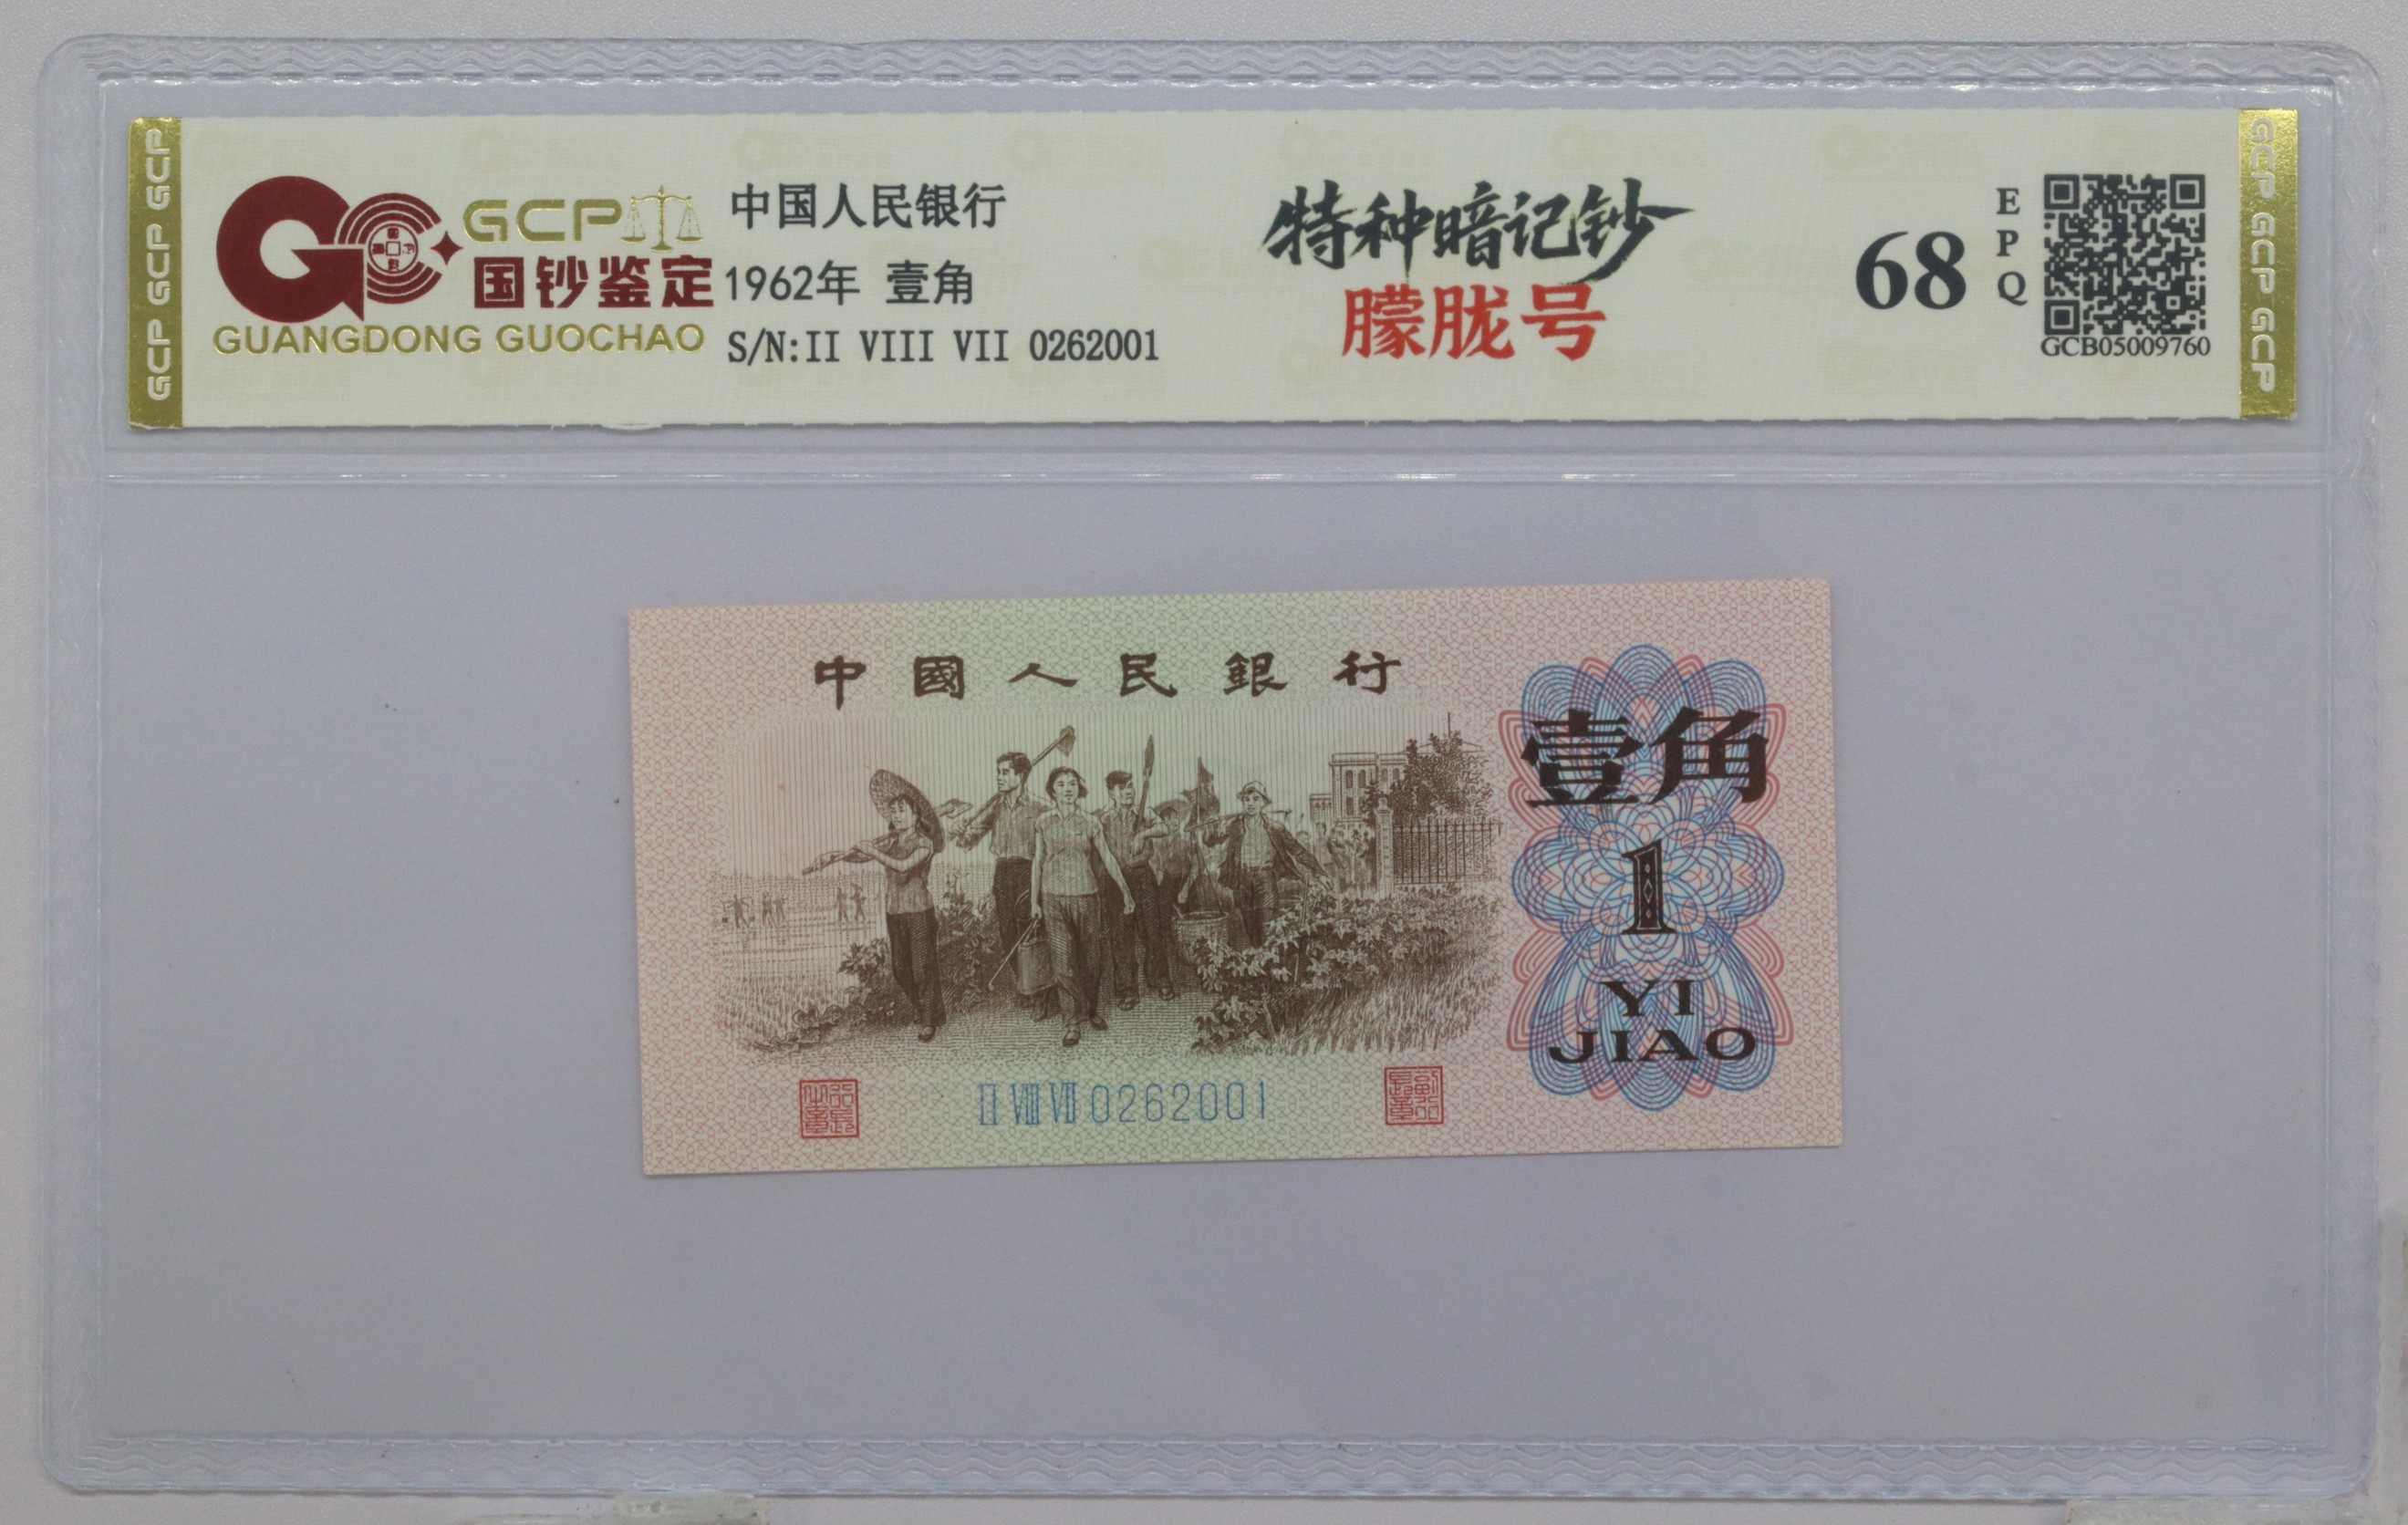 GCP GCP GCP
GCP
国钞鉴定
GUANGDONG GUOCHAO
中国人民银行
1962年 壹角
S/N:II VIII VII 0262001
特种暗记钞
朦胧号
68
EPQ
GCB05009760
GCP GCP GCP
中國人民銀行
壹角
1
YI
JIAO
II VIII VII 0262001